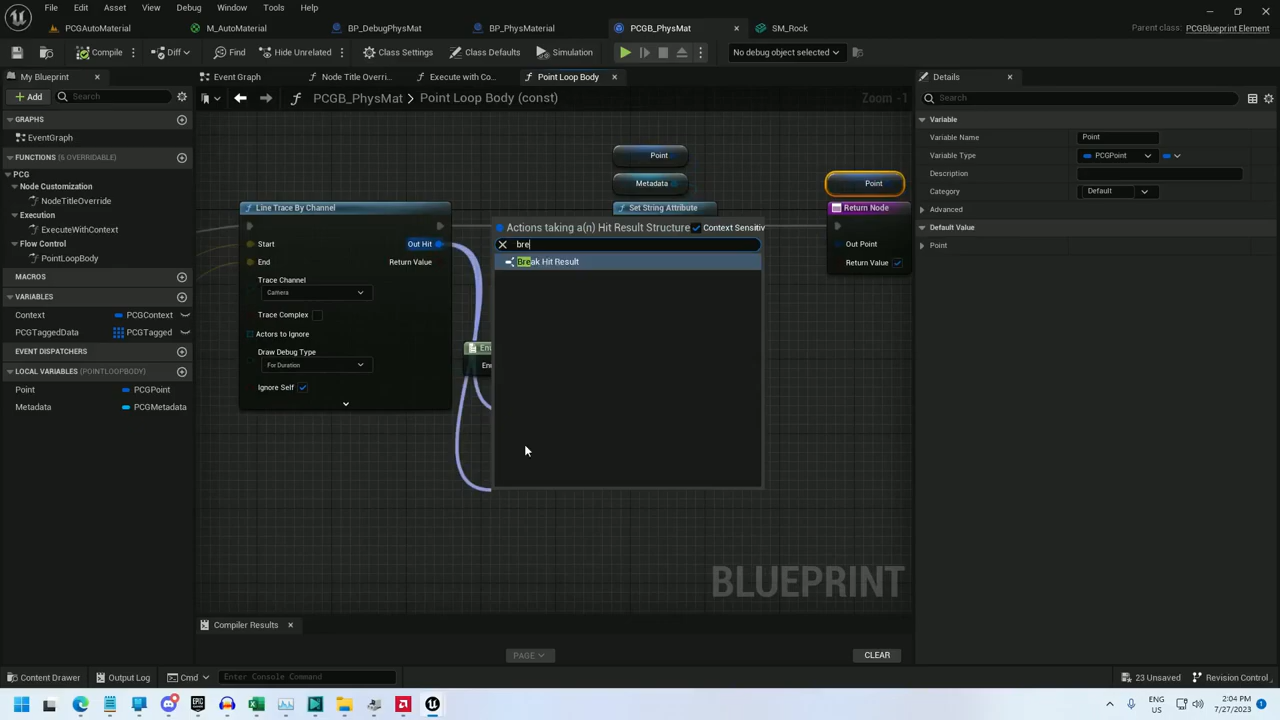 File Edit Asset View Debug Window Tools Help
PCGAutoMaterial M_AutoMaterial BP_DebugPhysMat BP_PhysMaterial PCGB_PhysMat SM_Rock Parent class: PCGBlueprint Element
Compile Diff Find Hide Unrelated Class Settings Class Defaults Simulation No debug object selected
My Blueprint Event Graph Node Title Overri.. Execute with Co... Point Loop Body Details
Add Search PCGB_PhysMat Point Loop Body (const) Zoom -1 Search
GRAPHS
EventGraph
FUNCTIONS (6 OVERRIDABLE)
PCG
Node Customization
NodeTitleOverride
Execution
ExecuteWithContext
Flow Control
PointLoopBody
MACROS
VARIABLES
Context PCGContext
PCGTaggedData PCGTagged
EVENT DISPATCHERS
LOCAL VARIABLES (POINTLOOPBODY)
Point PCGPoint
Metadata PCGMetadata
Line Trace By Channel
Start Out Hit
End Return Value
Trace Channel
Camera
Trace Complex
Actors to Ignore
Draw Debug Type
For Duration
Ignore Self
Point
Metadata
Set String Attribute
Actions taking a(n) Hit Result Structure Context Sensitiv
bre
Break Hit Result
Point
Return Node
Out Point
Return Value
BLUEPRINT
Variable
Variable Name Point
Variable Type PCGPoint
Description
Category Default
Advanced
Default Value
Point
Compiler Results
PAGE CLEAR
Content Drawer Output Log Cmd Enter Console Command 23 Unsaved Revision Control
ENG
US
2:04 PM
7/27/2023